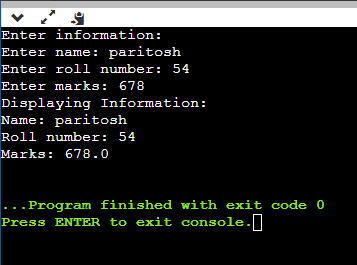 Enter information:
Enter name: paritosh
Enter roll number: 54
Enter marks: 678
Displaying Information:
Name: paritosh
Roll number: 54
Marks: 678.0
...Program finished with exit code 0
Press ENTER to exit console.